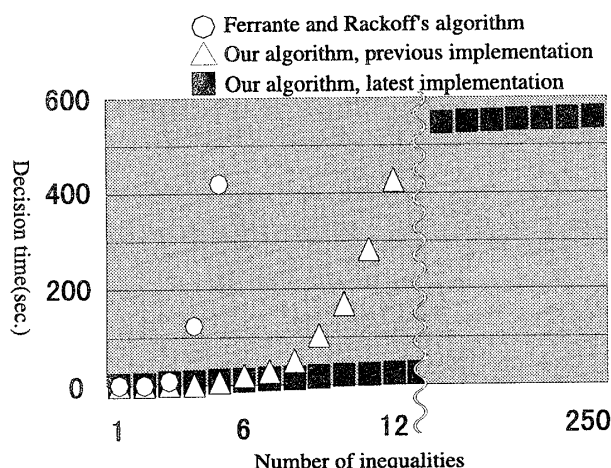 Ferrante and Rackoff's algorithm
Our algorithm, previous implementation
Our algorithm, latest implementation
600
400
200
0
Decision time(sec.)
1 6 12 250
Number of inequalities